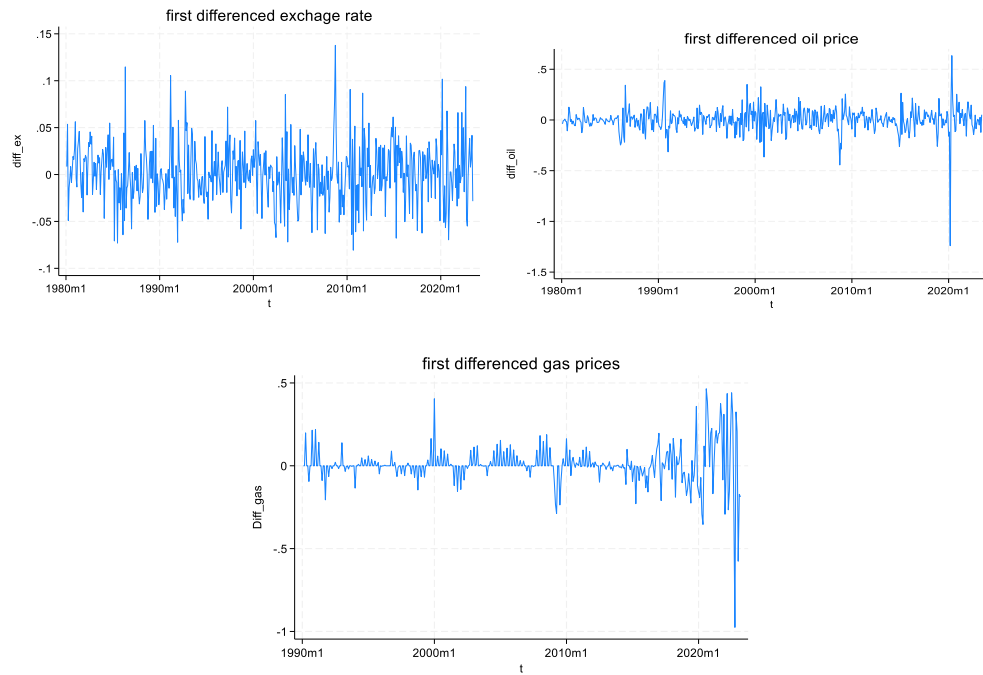 first differenced exchage rate
.15
.1
.05
0
-.05
-.1
diff_ex
1980m1 1990m1 2000m1 2010m1 2020m1
t
first differenced oil price
.5
0
-.5
-1
-1.5
diff_oil
1980m1 1990m1 2000m1 2010m1 2020m1
t
first differenced gas prices
.5
0
-.5
-1
Diff_gas
1990m1 2000m1 2010m1 2020m1
t